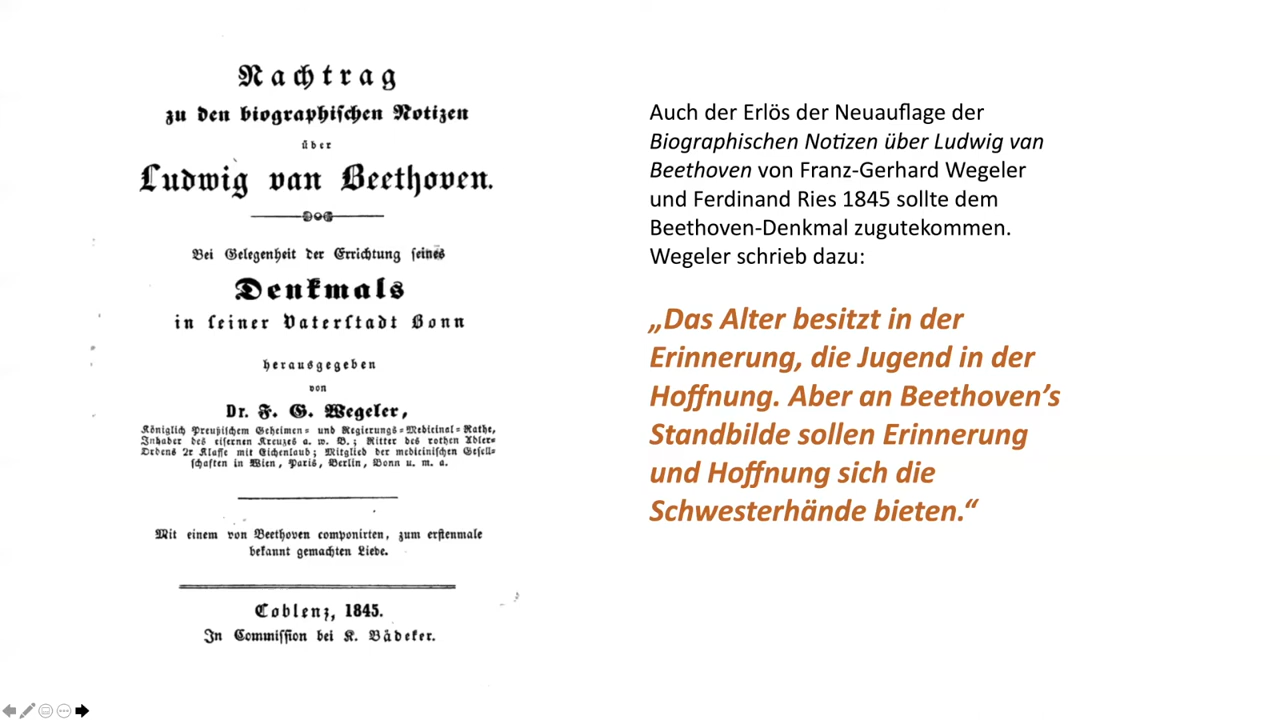 Nachtrag
zu den biographischen Notizen
über
Ludwig van Beethoven.
Bei Gelegenheit der Errichtung seines
Denkmals
in seiner Vaterstadt Bonn
herausgegeben
von
Dr. F. G. Wegeler,
Königlich Preußischem Geheimen= und Regierungs=Medicinal=Rathe,
Inhaber des eisernen Kreuzes a. w. B.; Ritter des rothen Adler=
Ordens 2r Klasse mit Eichenlaub; Mitglied der medicinischen Gesell=
schaften in Wien, Paris, Berlin, Bonn u. m. a.
Mit einem von Beethoven componirten, zum erstenmale
bekannt gemachten Liede.
Coblenz, 1845.
In Commission bei K. Bädeker.
Auch der Erlös der Neuauflage der
Biographischen Notizen über Ludwig van
Beethoven von Franz-Gerhard Wegeler
und Ferdinand Ries 1845 sollte dem
Beethoven-Denkmal zugutekommen.
Wegeler schrieb dazu:
„Das Alter besitzt in der
Erinnerung, die Jugend in der
Hoffnung. Aber an Beethoven’s
Standbilde sollen Erinnerung
und Hoffnung sich die
Schwesterhände bieten.“